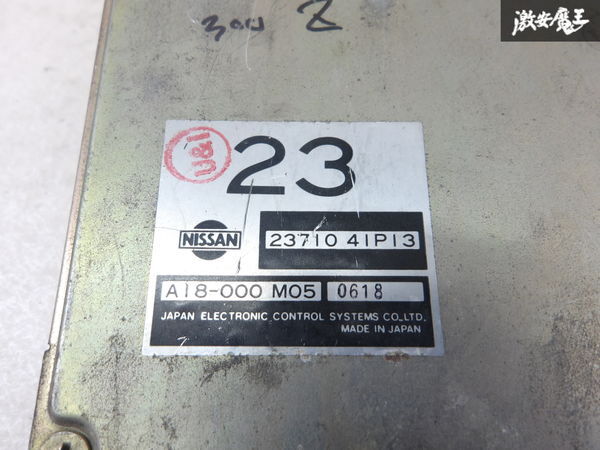 300 Z
激安魔王
U&I
23
NISSAN
23710 41P13
A18-000 M05 0618
JAPAN ELECTRONIC CONTROL SYSTEMS CO.,LTD.
MADE IN JAPAN